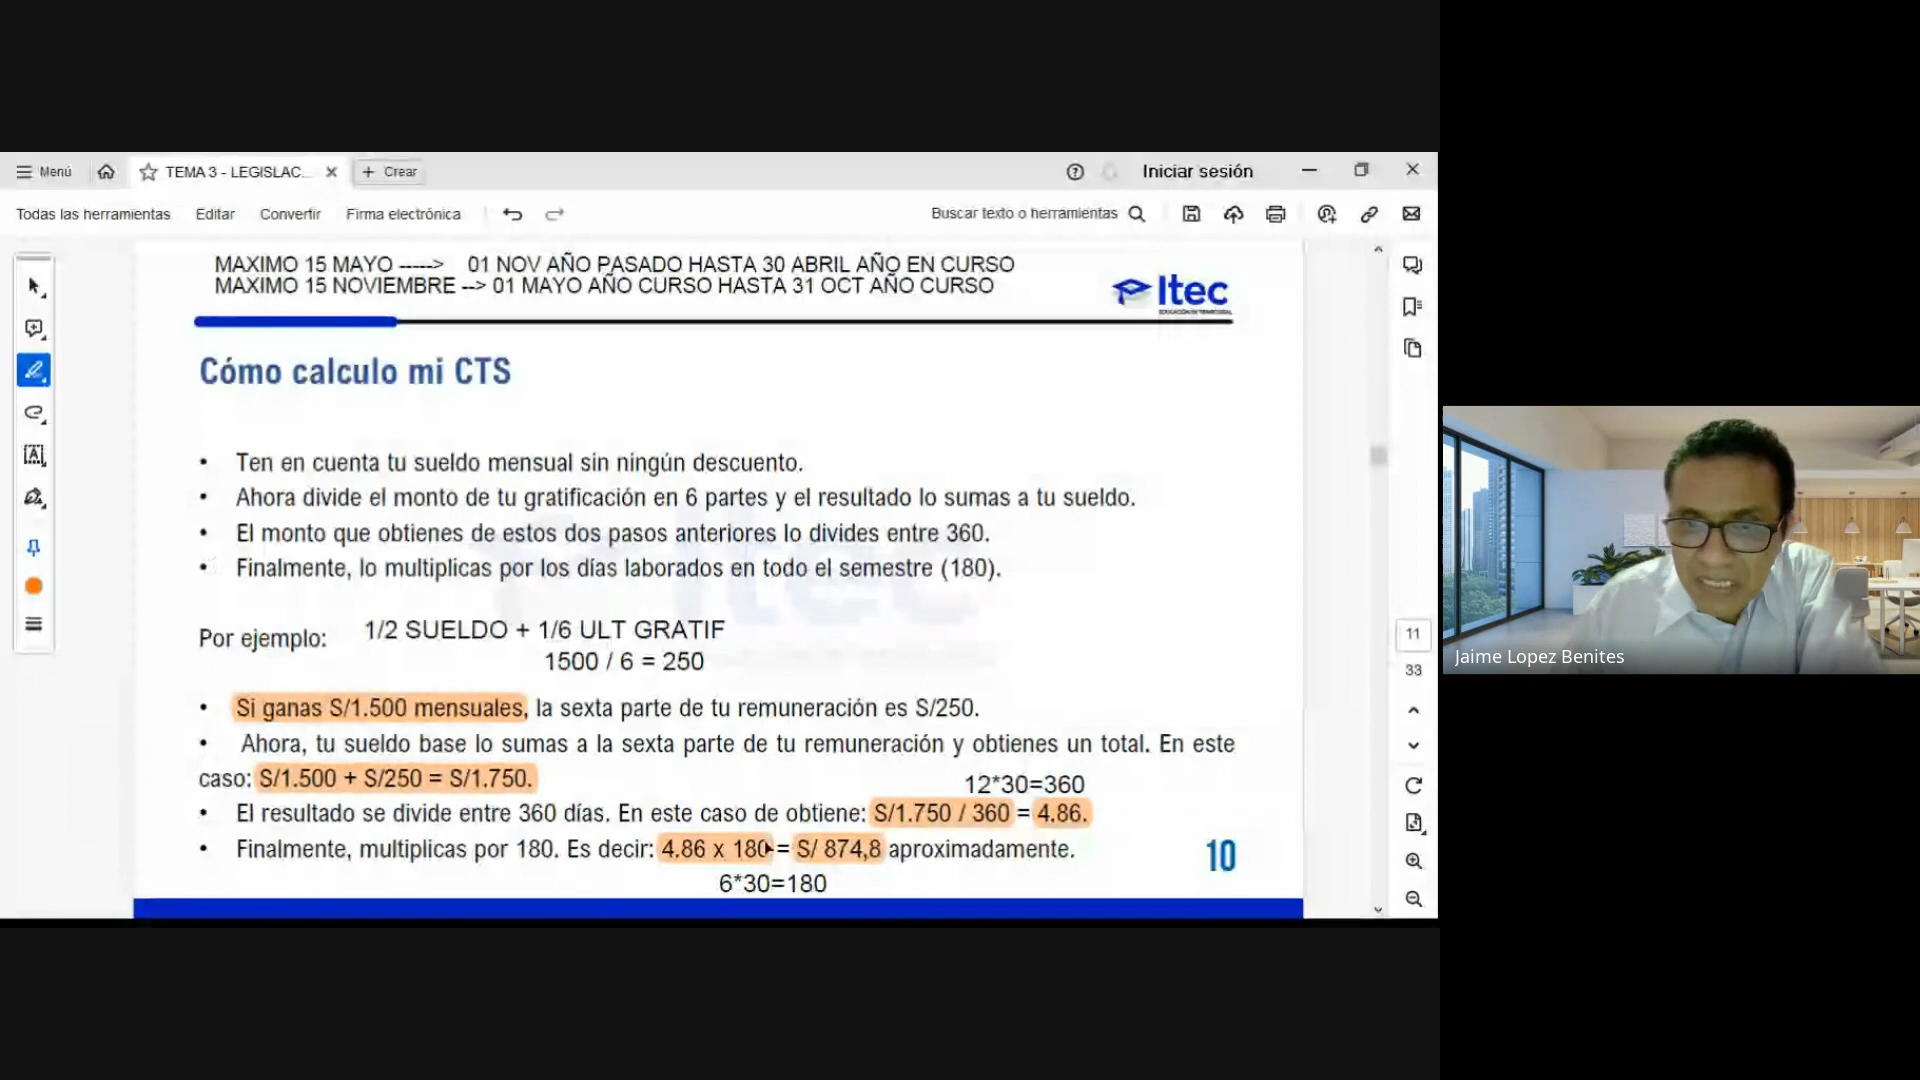 Menú
TEMA 3 - LEGISLAC...
Crear
Iniciar sesión
Todas las herramientas
Editar
Convertir
Firma electrónica
Buscar texto o herramientas
MAXIMO 15 MAYO -----> 01 NOV AÑO PASADO HASTA 30 ABRIL AÑO EN CURSO
MAXIMO 15 NOVIEMBRE --> 01 MAYO AÑO CURSO HASTA 31 OCT AÑO CURSO
Itec
Cómo calculo mi CTS
• Ten en cuenta tu sueldo mensual sin ningún descuento.
• Ahora divide el monto de tu gratificación en 6 partes y el resultado lo sumas a tu sueldo.
• El monto que obtienes de estos dos pasos anteriores lo divides entre 360.
• Finalmente, lo multiplicas por los días laborados en todo el semestre (180).
Por ejemplo: 1/2 SUELDO + 1/6 ULT GRATIF
1500 / 6 = 250
• Si ganas S/1.500 mensuales, la sexta parte de tu remuneración es S/250.
• Ahora, tu sueldo base lo sumas a la sexta parte de tu remuneración y obtienes un total. En este
caso: S/1.500 + S/250 = S/1.750.
12*30=360
• El resultado se divide entre 360 días. En este caso de obtiene: S/1.750 / 360 = 4.86.
• Finalmente, multiplicas por 180. Es decir: 4.86 x 180 = S/ 874,8 aproximadamente.
6*30=180
10
11
33
Jaime Lopez Benites